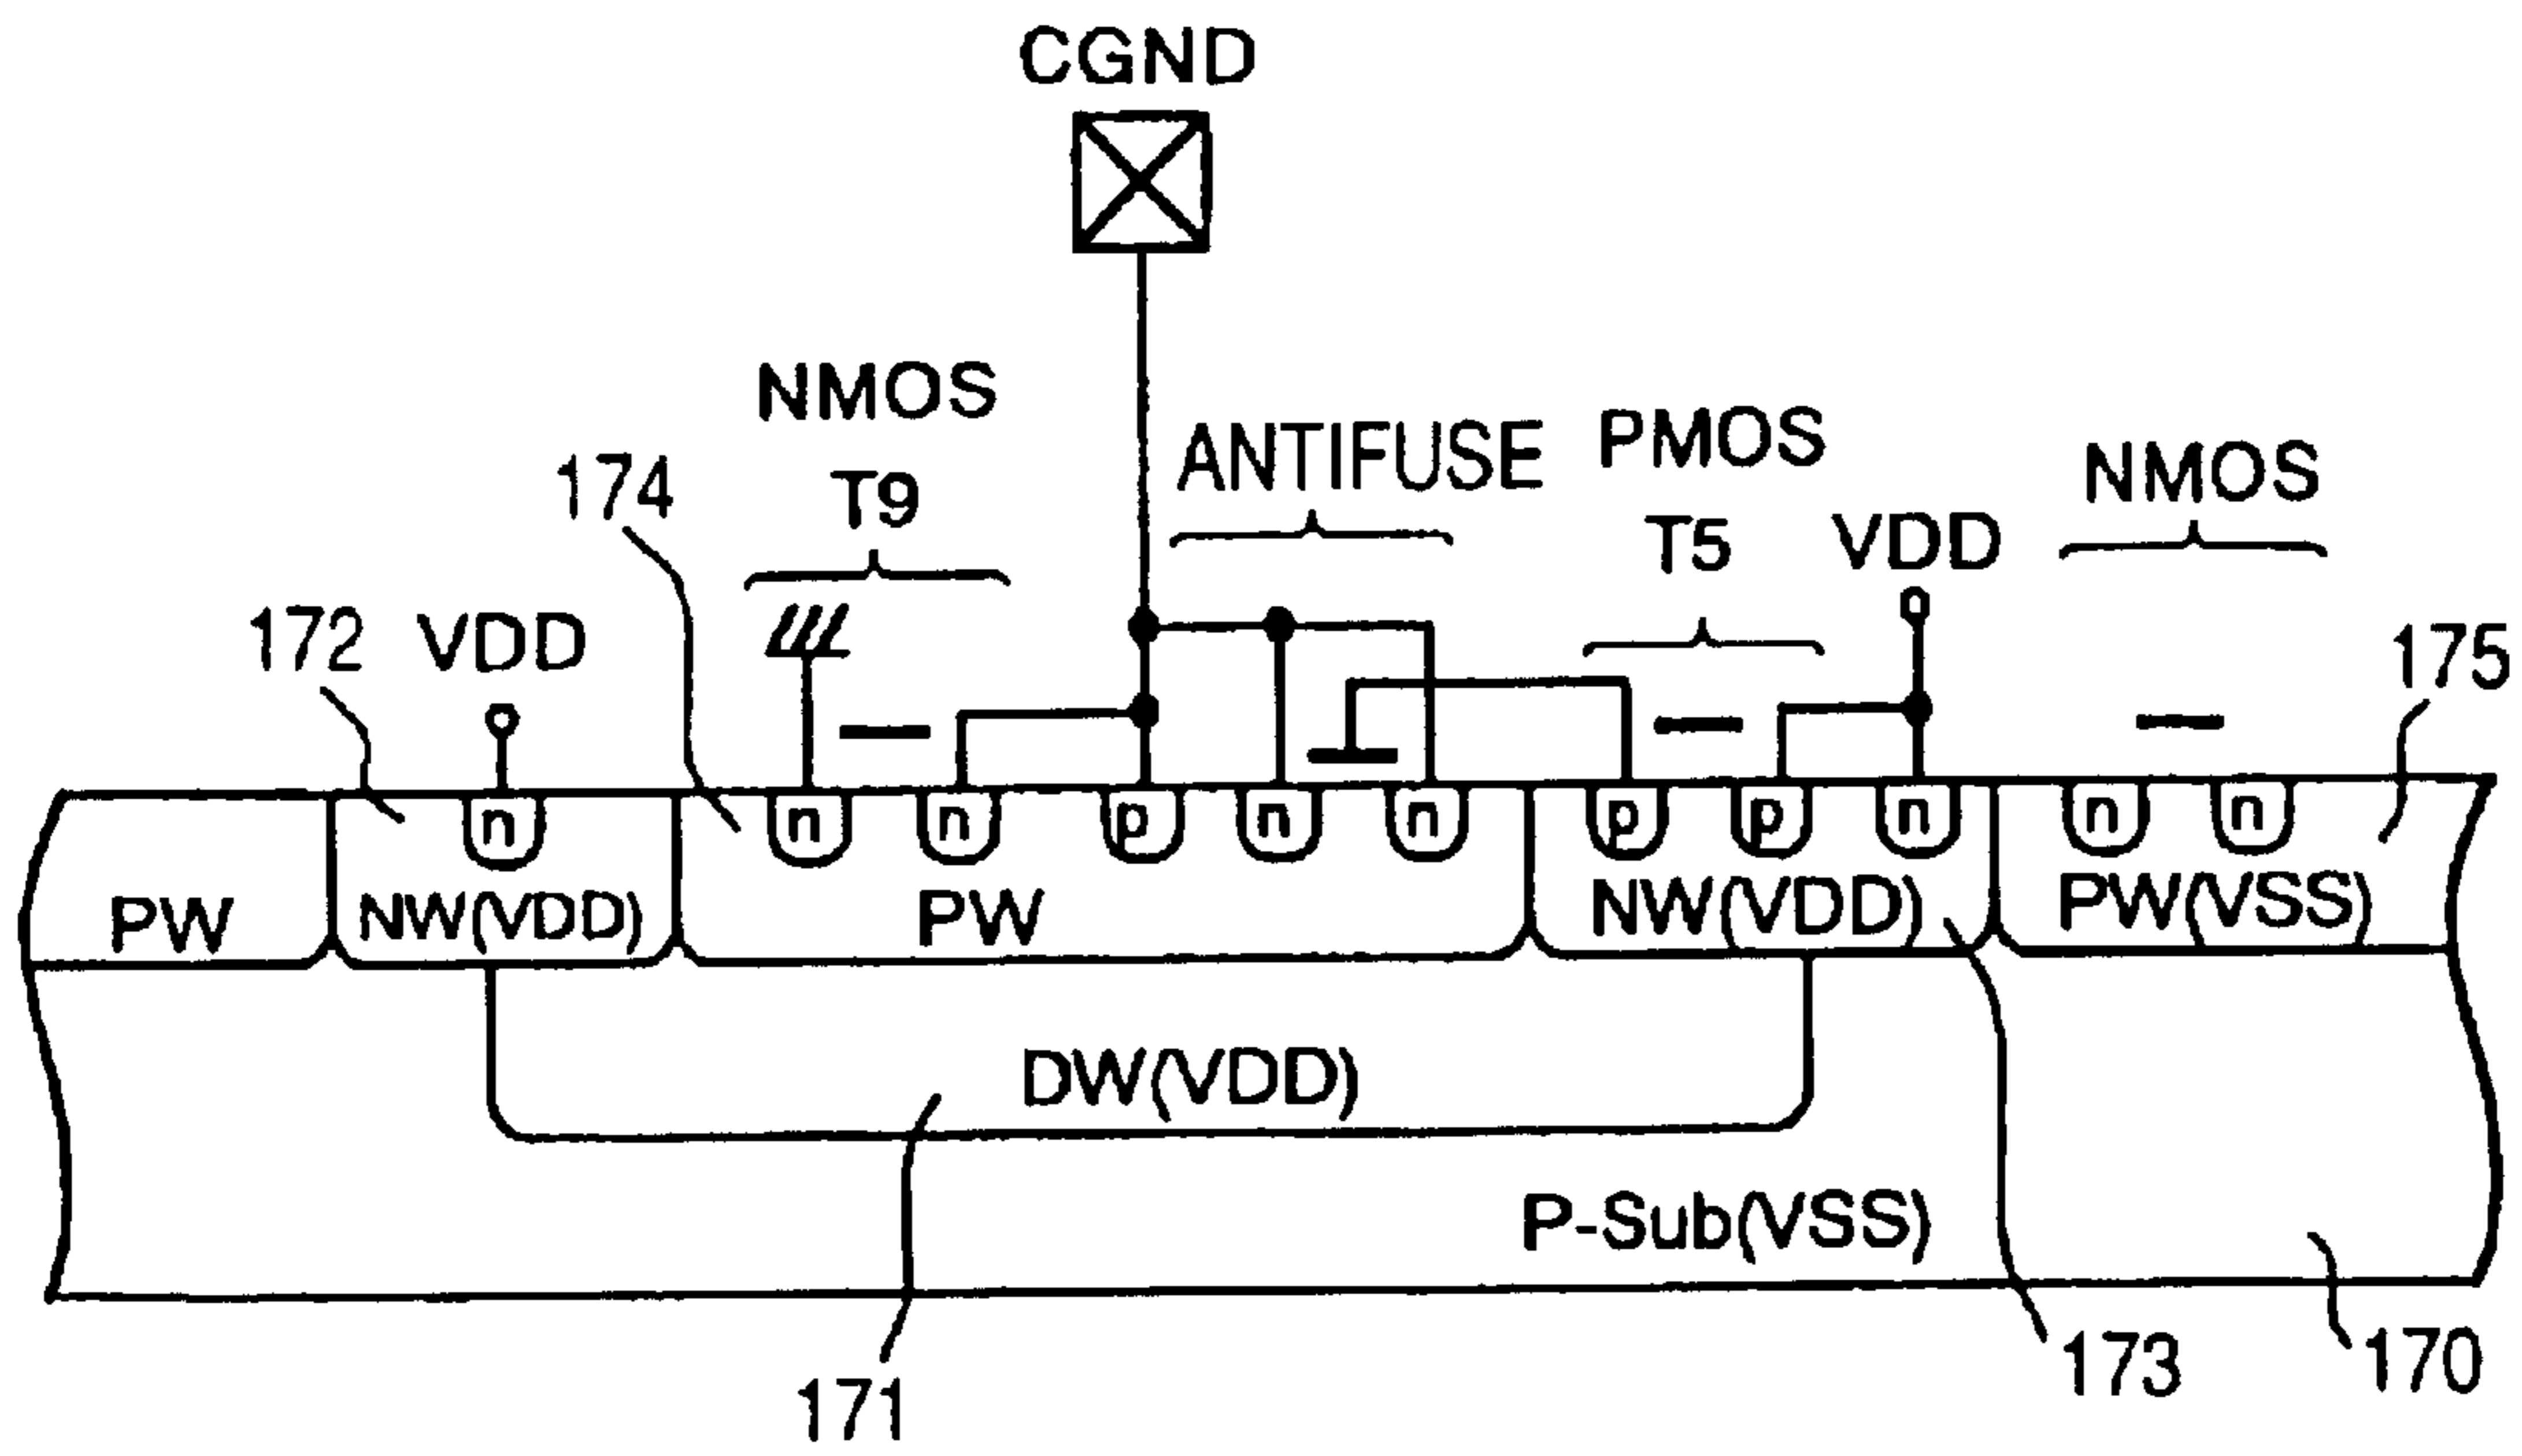 CGND
NMOS
T9
ANTIFUSE
PMOS
T5
NMOS
174
172
VDD
VDD
175
n
n
n
p
n
n
p
p
n
n
n
PW
NW(VDD)
PW
NW(VDD)
PW(VSS)
DW(VDD)
P-Sub(VSS)
171
173
170